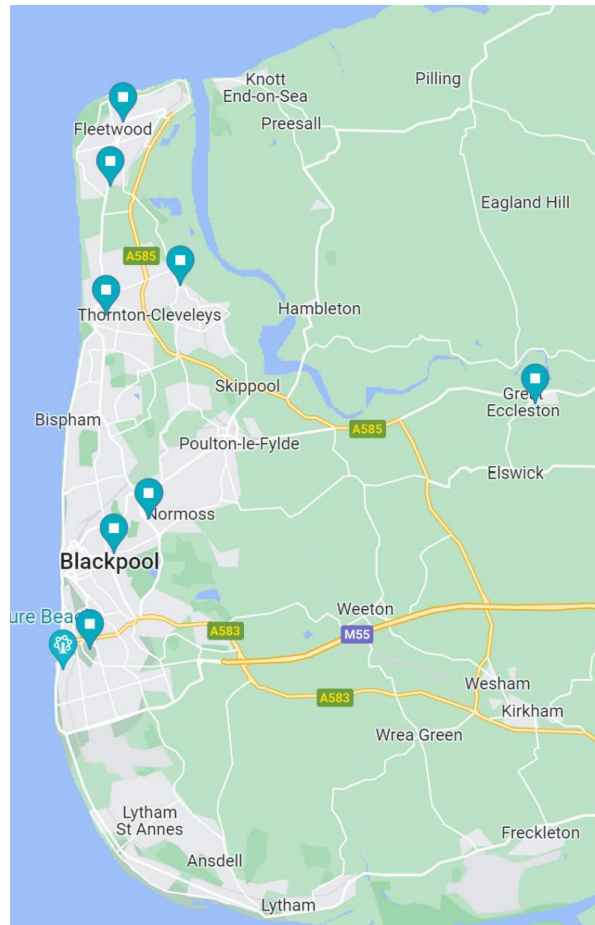 Knott
End-on-Sea
Pilling
Fleetwood
Preesall
Eagland Hill
A585
Thornton-Cleveleys
Hambleton
Skippool
Great
Eccleston
Bispham
Poulton-le-Fylde
A585
Elswick
Normoss
Blackpool
ure Beach
Weeton
A583
M55
Wesham
A583
Kirkham
Wrea Green
Lytham
St Annes
Freckleton
Ansdell
Lytham